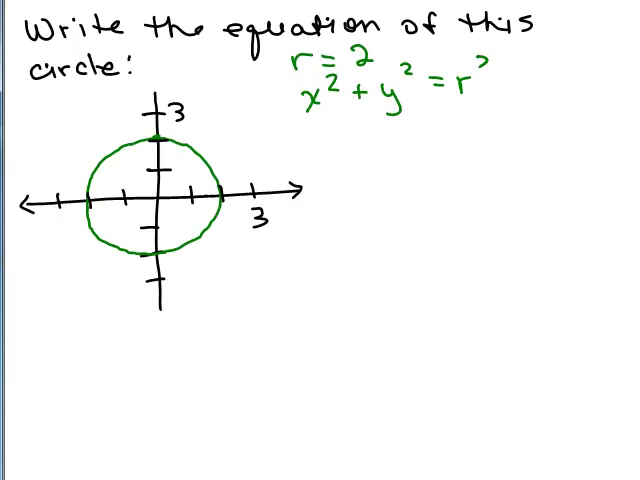 Write the equation of this
circle:
r = 2
x² + y² = r²
3
3